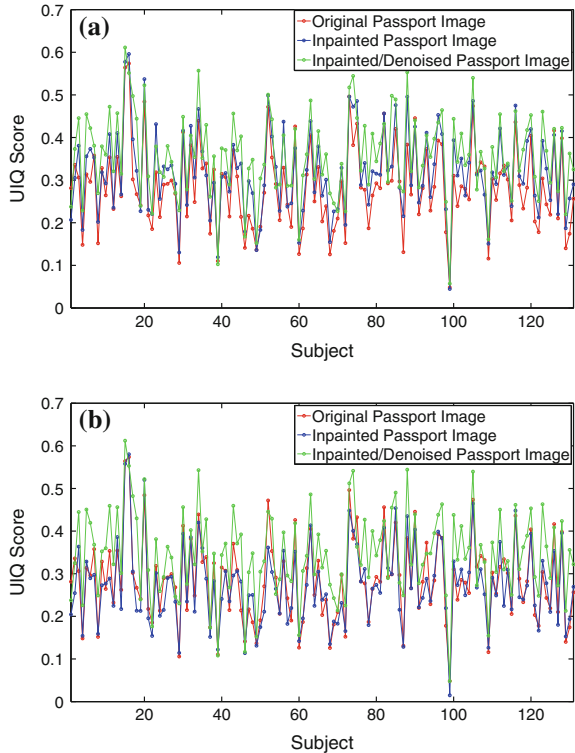 (a)
Original Passport Image
Inpainted Passport Image
Inpainted/Denoised Passport Image
UIQ Score
0.7
0.6
0.5
0.4
0.3
0.2
0.1
0
20
40
60
80
100
120
Subject
(b)
Original Passport Image
Inpainted Passport Image
Inpainted/Denoised Passport Image
UIQ Score
0.7
0.6
0.5
0.4
0.3
0.2
0.1
0
20
40
60
80
100
120
Subject